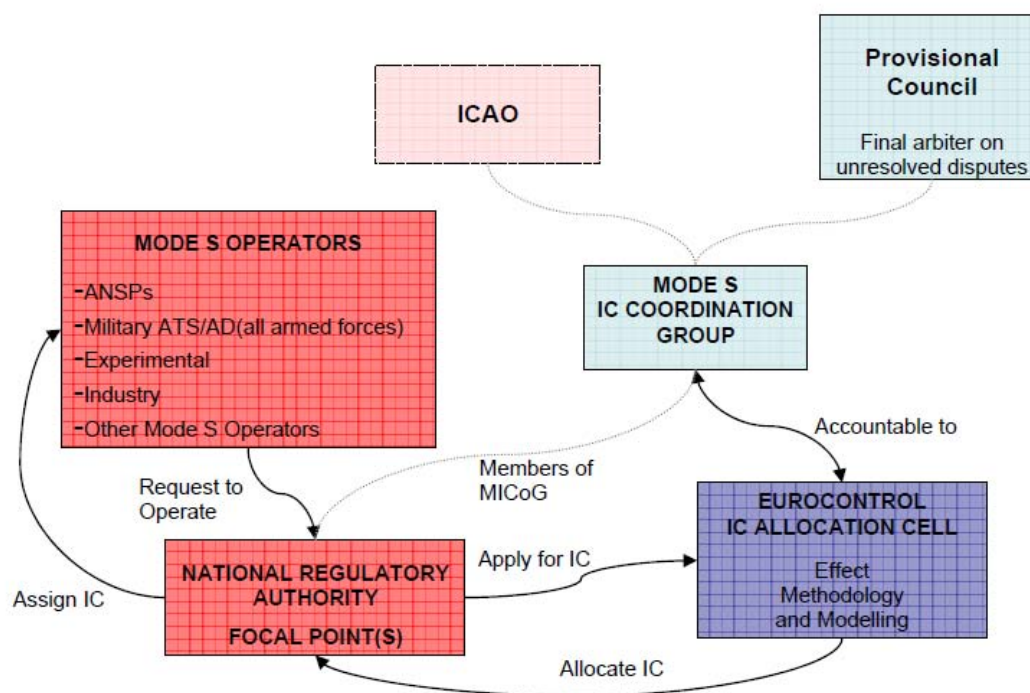 ICAO
Provisional
Council
Final arbiter on
unresolved disputes
MODE S OPERATORS
-ANSPs
-Military ATS/AD(all armed forces)
-Experimental
-Industry
-Other Mode S Operators
MODE S
IC COORDINATION
GROUP
Accountable to
Members of
MICoG
Request to
Operate
EUROCONTROL
IC ALLOCATION CELL
Effect
Methodology
and Modelling
NATIONAL REGULATORY
AUTHORITY
FOCAL POINT(S)
Apply for IC
Assign IC
Allocate IC